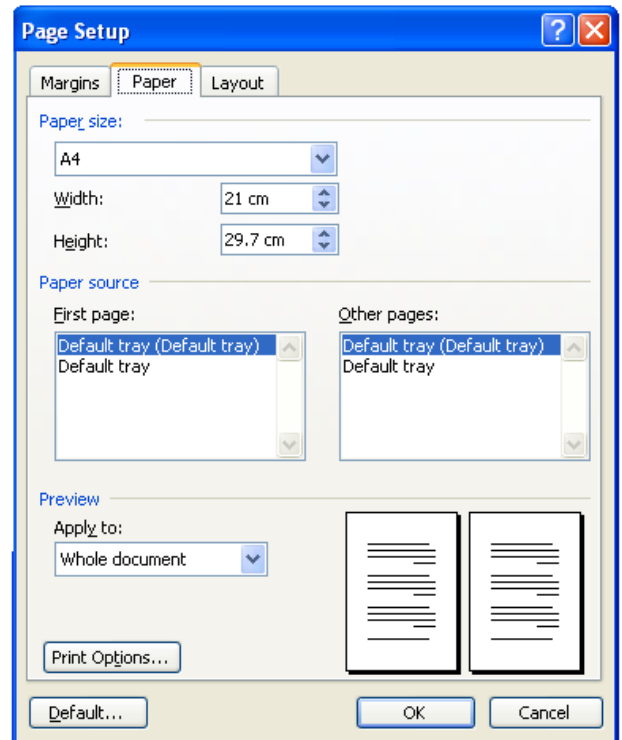 Page Setup
Margins Paper Layout
Paper size:
A4
Width: 21 cm
Height: 29.7 cm
Paper source
First page: Other pages:
Default tray (Default tray) Default tray (Default tray)
Default tray Default tray
Preview
Apply to:
Whole document
Print Options...
Default... OK Cancel